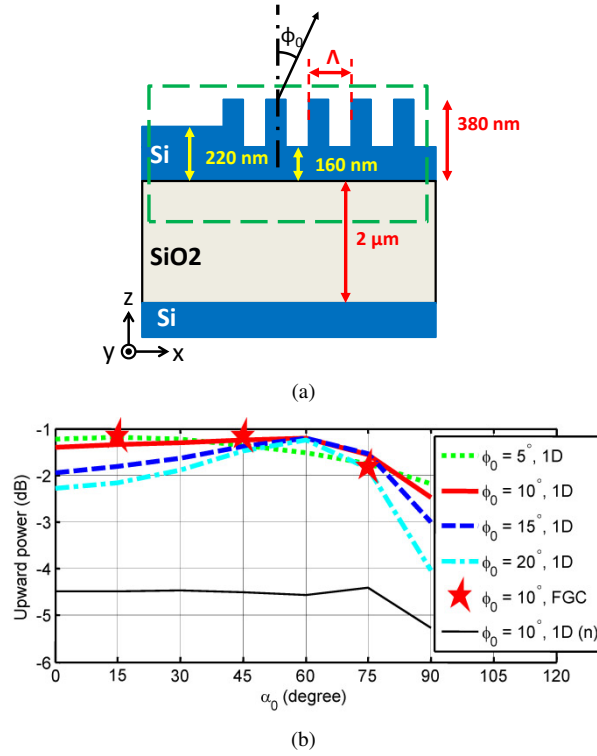 ϕ0
Λ
Si
220 nm
160 nm
380 nm
2 µm
SiO2
z
Si
y
x
(a)
Upward power (dB)
-1
-2
-3
-4
-5
-6
0
15
30
45
60
75
90
105
120
α0 (degree)
ϕ0 = 5°, 1D
ϕ0 = 10°, 1D
ϕ0 = 15°, 1D
ϕ0 = 20°, 1D
ϕ0 = 10°, FGC
ϕ0 = 10°, 1D (n)
(b)